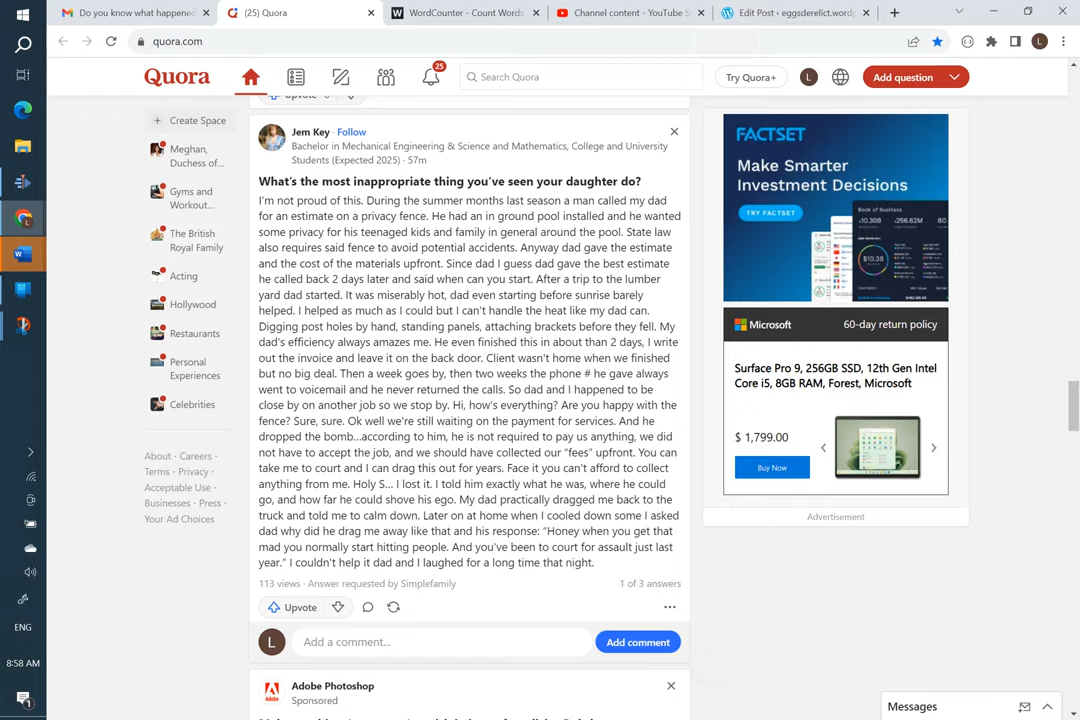 Do you know what happened
(25) Quora
WordCounter - Count Words
Channel content - YouTube S
Edit Post ‹ eggsderelict.wordp
quora.com
L
Quora
25
Search Quora
Try Quora+
L
Add question
Upvote
Create Space
Meghan,
Duchess of...
Gyms and
Workout...
The British
Royal Family
Acting
Hollywood
Restaurants
Personal
Experiences
Celebrities
About · Careers ·
Terms · Privacy ·
Acceptable Use ·
Businesses · Press ·
Your Ad Choices
Jem Key · Follow
Bachelor in Mechanical Engineering & Science and Mathematics, College and University
Students (Expected 2025) · 57m
What's the most inappropriate thing you've seen your daughter do?
I'm not proud of this. During the summer months last season a man called my dad
for an estimate on a privacy fence. He had an in ground pool installed and he wanted
some privacy for his teenaged kids and family in general around the pool. State law
also requires said fence to avoid potential accidents. Anyway dad gave the estimate
and the cost of the materials upfront. Since dad I guess dad gave the best estimate
he called back 2 days later and said when can you start. After a trip to the lumber
yard dad started. It was miserably hot, dad even starting before sunrise barely
helped. I helped as much as I could but I can't handle the heat like my dad can.
Digging post holes by hand, standing panels, attaching brackets before they fell. My
dad's efficiency always amazes me. He even finished this in about than 2 days, I write
out the invoice and leave it on the back door. Client wasn't home when we finished
but no big deal. Then a week goes by, then two weeks the phone # he gave always
went to voicemail and he never returned the calls. So dad and I happened to be
close by on another job so we stop by. Hi, how's everything? Are you happy with the
fence? Sure, sure. Ok well we're still waiting on the payment for services. And he
dropped the bomb…according to him, he is not required to pay us anything, we did
not have to accept the job, and we should have collected our “fees” upfront. You can
take me to court and I can drag this out for years. Face it you can't afford to collect
anything from me. Holy S… I lost it. I told him exactly what he was, where he could
go, and how far he could shove his ego. My dad practically dragged me back to the
truck and told me to calm down. Later on at home when I cooled down some I asked
dad why did he drag me away like that and his response: “Honey when you get that
mad you normally start hitting people. And you've been to court for assault just last
year.” I couldn't help it dad and I laughed for a long time that night.
113 views · Answer requested by Simplefamily
1 of 3 answers
Upvote
L
Add a comment...
Add comment
Adobe Photoshop
Sponsored
FACTSET
Make Smarter
Investment Decisions
TRY FACTSET
Book of Business
Microsoft
60-day return policy
Surface Pro 9, 256GB SSD, 12th Gen Intel
Core i5, 8GB RAM, Forest, Microsoft
$ 1,799.00
Buy Now
Advertisement
Messages
ENG
8:58 AM
1